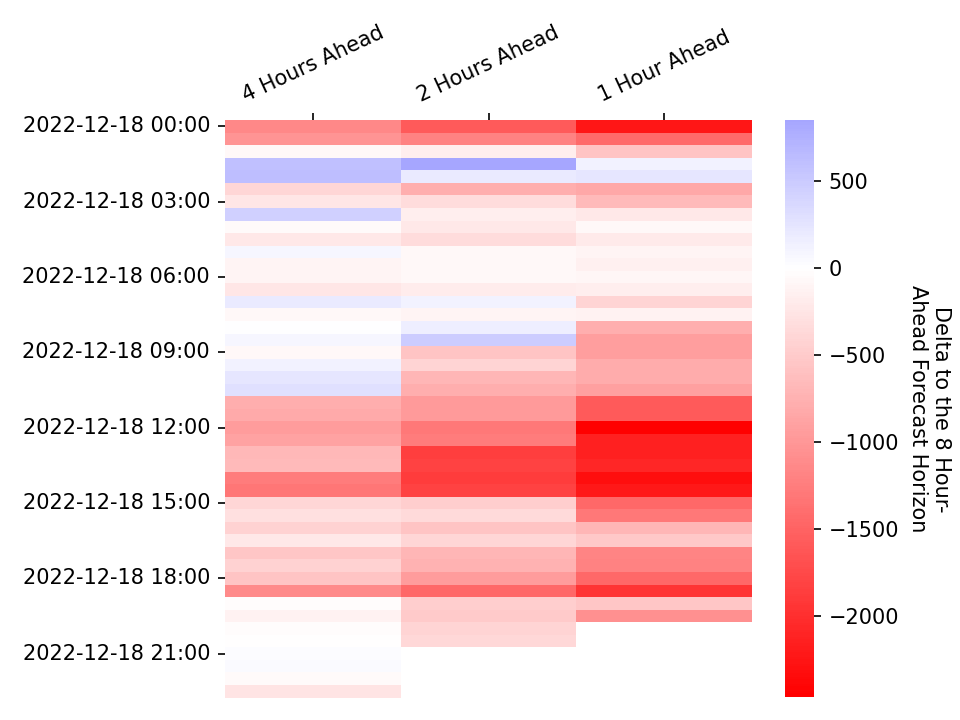 4 Hours Ahead
2 Hours Ahead
1 Hour Ahead
2022-12-18 00:00
2022-12-18 03:00
2022-12-18 06:00
2022-12-18 09:00
2022-12-18 12:00
2022-12-18 15:00
2022-12-18 18:00
2022-12-18 21:00
500
0
−500
−1000
−1500
−2000
Delta to the 8 Hour-
Ahead Forecast Horizon